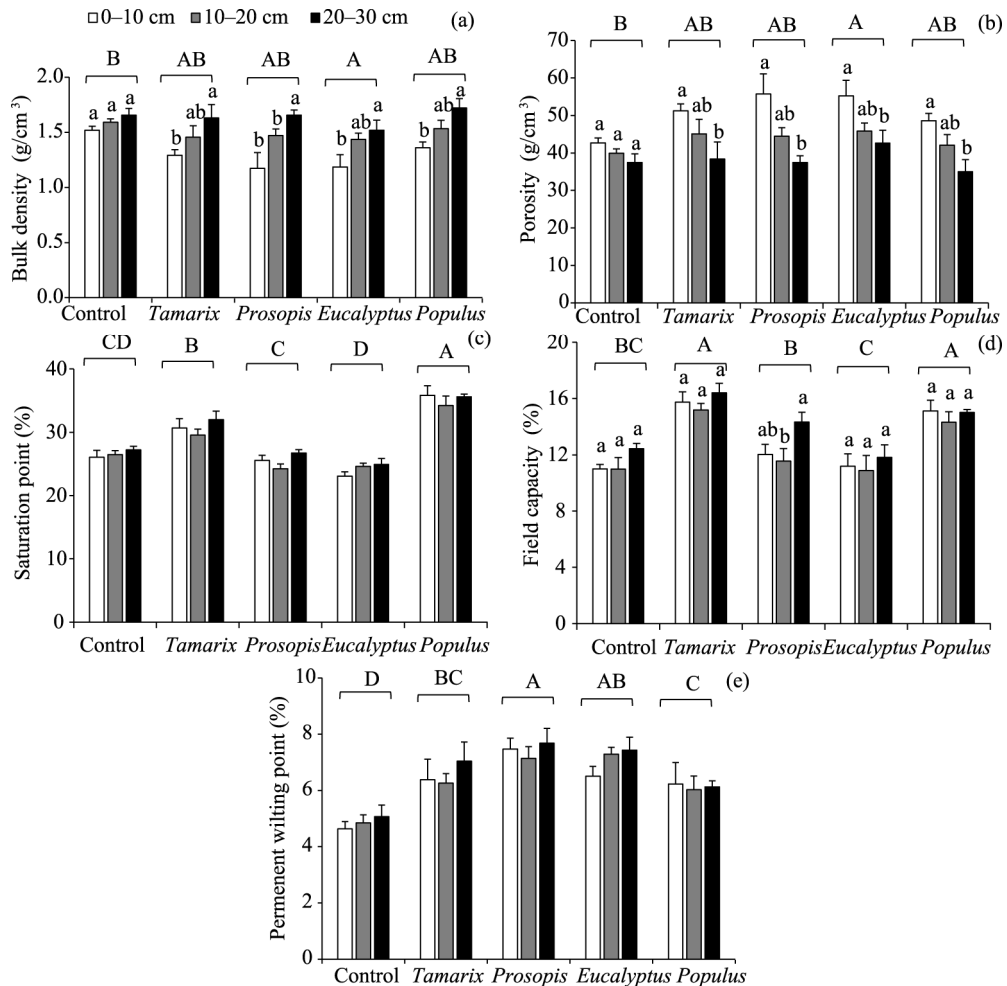 0–10 cm 10–20 cm 20–30 cm
(a)
B AB AB A AB
a a a b ab a b ab a b ab a b ab a
2.0
1.5
1.0
0.5
0.0
Bulk density (g/cm³)
Control Tamarix Prosopis Eucalyptus Populus
(b)
B AB AB A AB
a a a a ab b a ab b a ab b a ab b
70
60
50
40
30
20
10
0
Porosity (g/cm³)
Control Tamarix Prosopis Eucalyptus Populus
(c)
CD B C D A
40
30
20
10
0
Saturation point (%)
Control Tamarix Prosopis Eucalyptus Populus
(d)
BC A B C A
a a a a a a ab b a a a a a a a
20
16
12
8
4
0
Field capacity (%)
Control Tamarix Prosopis Eucalyptus Populus
(e)
D BC A AB C
10
8
6
4
2
0
Permenent wilting point (%)
Control Tamarix Prosopis Eucalyptus Populus